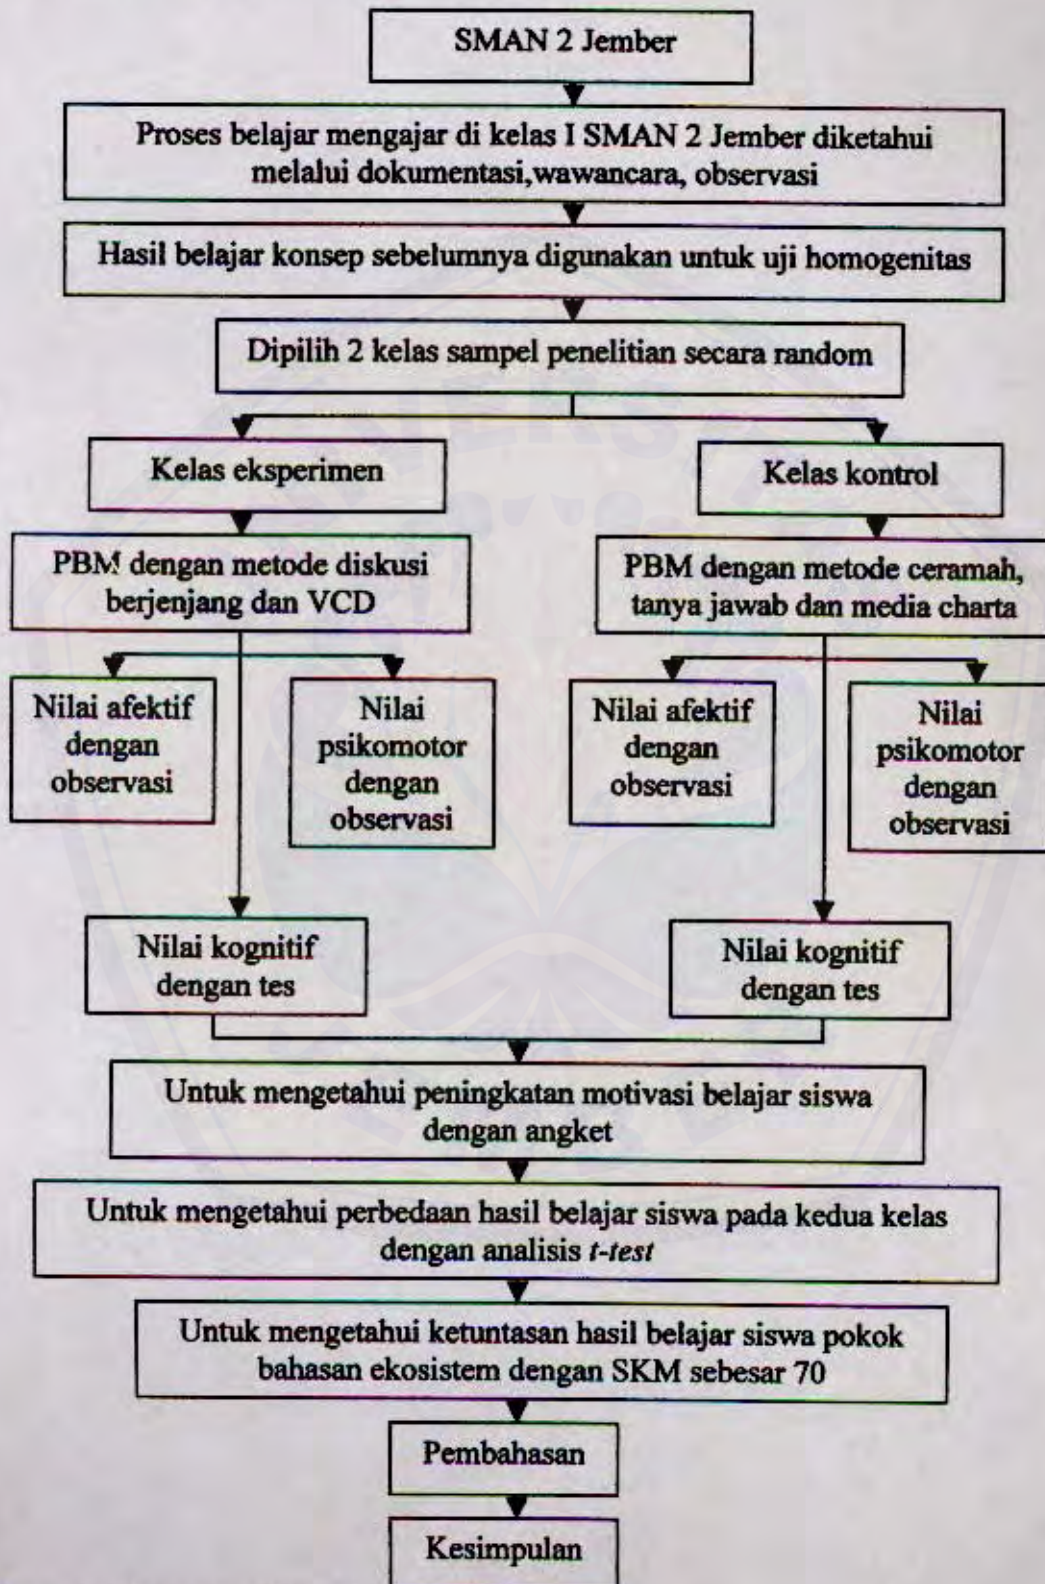 SMAN 2 Jember
Proses belajar mengajar di kelas I SMAN 2 Jember diketahui
melalui dokumentasi,wawancara, observasi
Hasil belajar konsep sebelumnya digunakan untuk uji homogenitas
Dipilih 2 kelas sampel penelitian secara random
Kelas eksperimen
Kelas kontrol
PBM dengan metode diskusi
berjenjang dan VCD
PBM dengan metode ceramah,
tanya jawab dan media charta
Nilai afektif
dengan
observasi
Nilai
psikomotor
dengan
observasi
Nilai afektif
dengan
observasi
Nilai
psikomotor
dengan
observasi
Nilai kognitif
dengan tes
Nilai kognitif
dengan tes
Untuk mengetahui peningkatan motivasi belajar siswa
dengan angket
Untuk mengetahui perbedaan hasil belajar siswa pada kedua kelas
dengan analisis t-test
Untuk mengetahui ketuntasan hasil belajar siswa pokok
bahasan ekosistem dengan SKM sebesar 70
Pembahasan
Kesimpulan